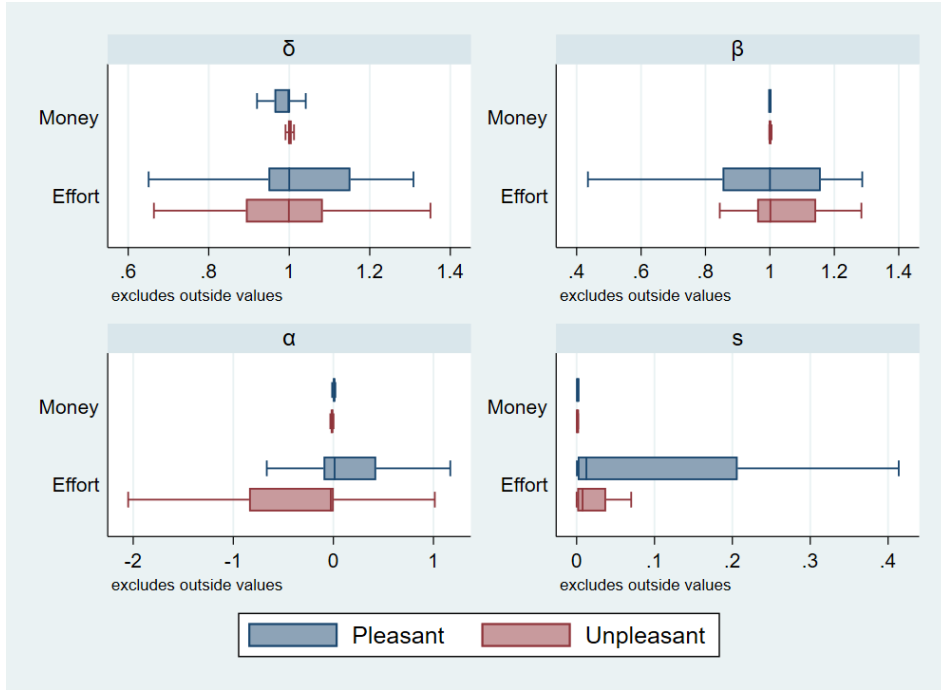 δ
Money
Effort
.6 .8 1 1.2 1.4
excludes outside values
β
Money
Effort
.4 .6 .8 1 1.2 1.4
excludes outside values
α
Money
Effort
-2 -1 0 1
excludes outside values
s
Money
Effort
0 .1 .2 .3 .4
excludes outside values
Pleasant Unpleasant